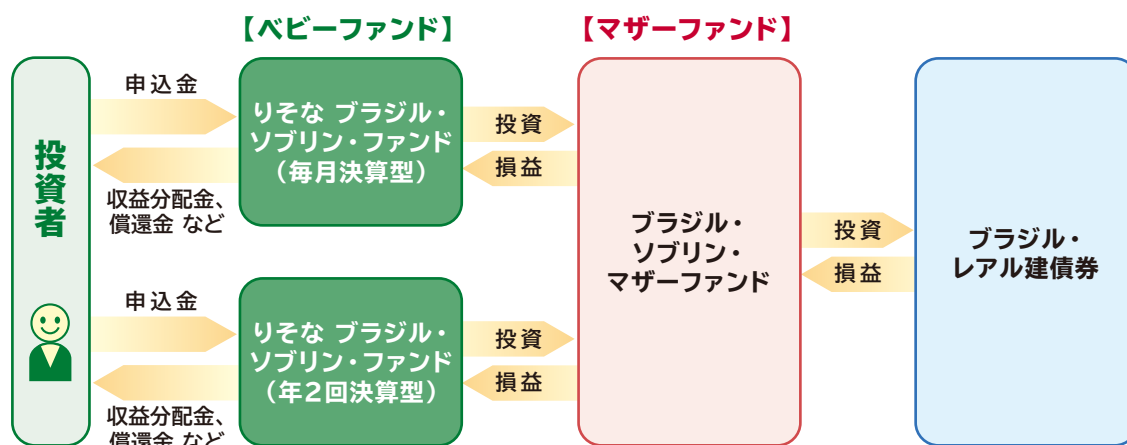 【ベビーファンド】
【マザーファンド】
投資者
申込金
収益分配金、
償還金 など
りそな ブラジル・
ソブリン・ファンド
（毎月決算型）
投資
損益
申込金
収益分配金、
償還金 など
りそな ブラジル・
ソブリン・ファンド
（年2回決算型）
投資
損益
ブラジル・
ソブリン・
マザーファンド
投資
損益
ブラジル・
レアル建債券